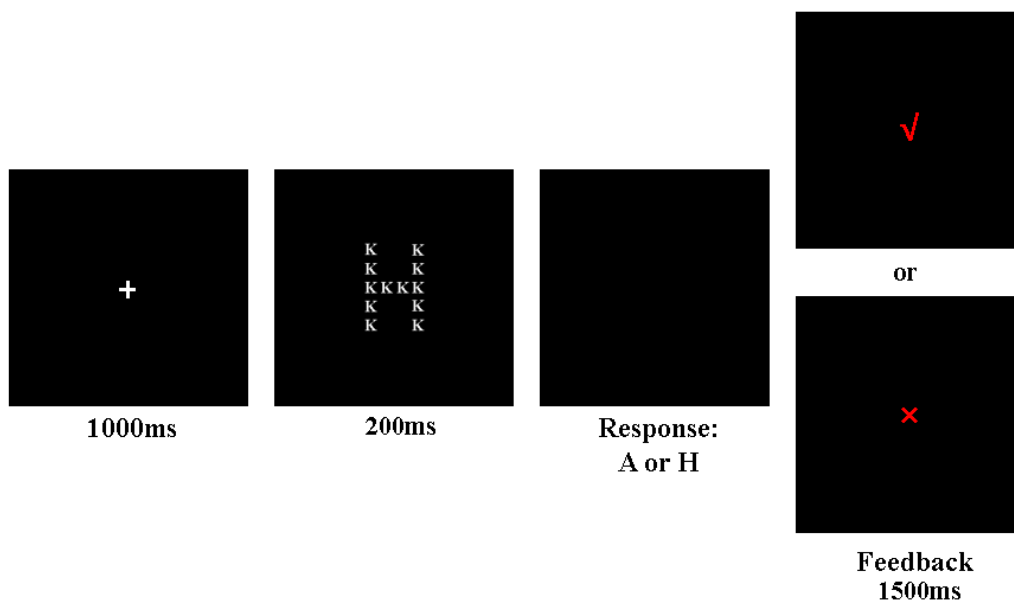 +
1000ms
K K
K K
KKKK
K K
K K
200ms
Response:
A or H
√
or
×
Feedback
1500ms